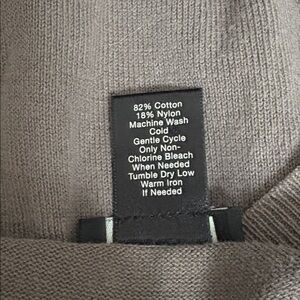 82% Cotton
18% Nylon
Machine Wash
Cold
Gentle Cycle
Only Non-
Chlorine Bleach
When Needed
Tumble Dry Low
Warm Iron
If Needed